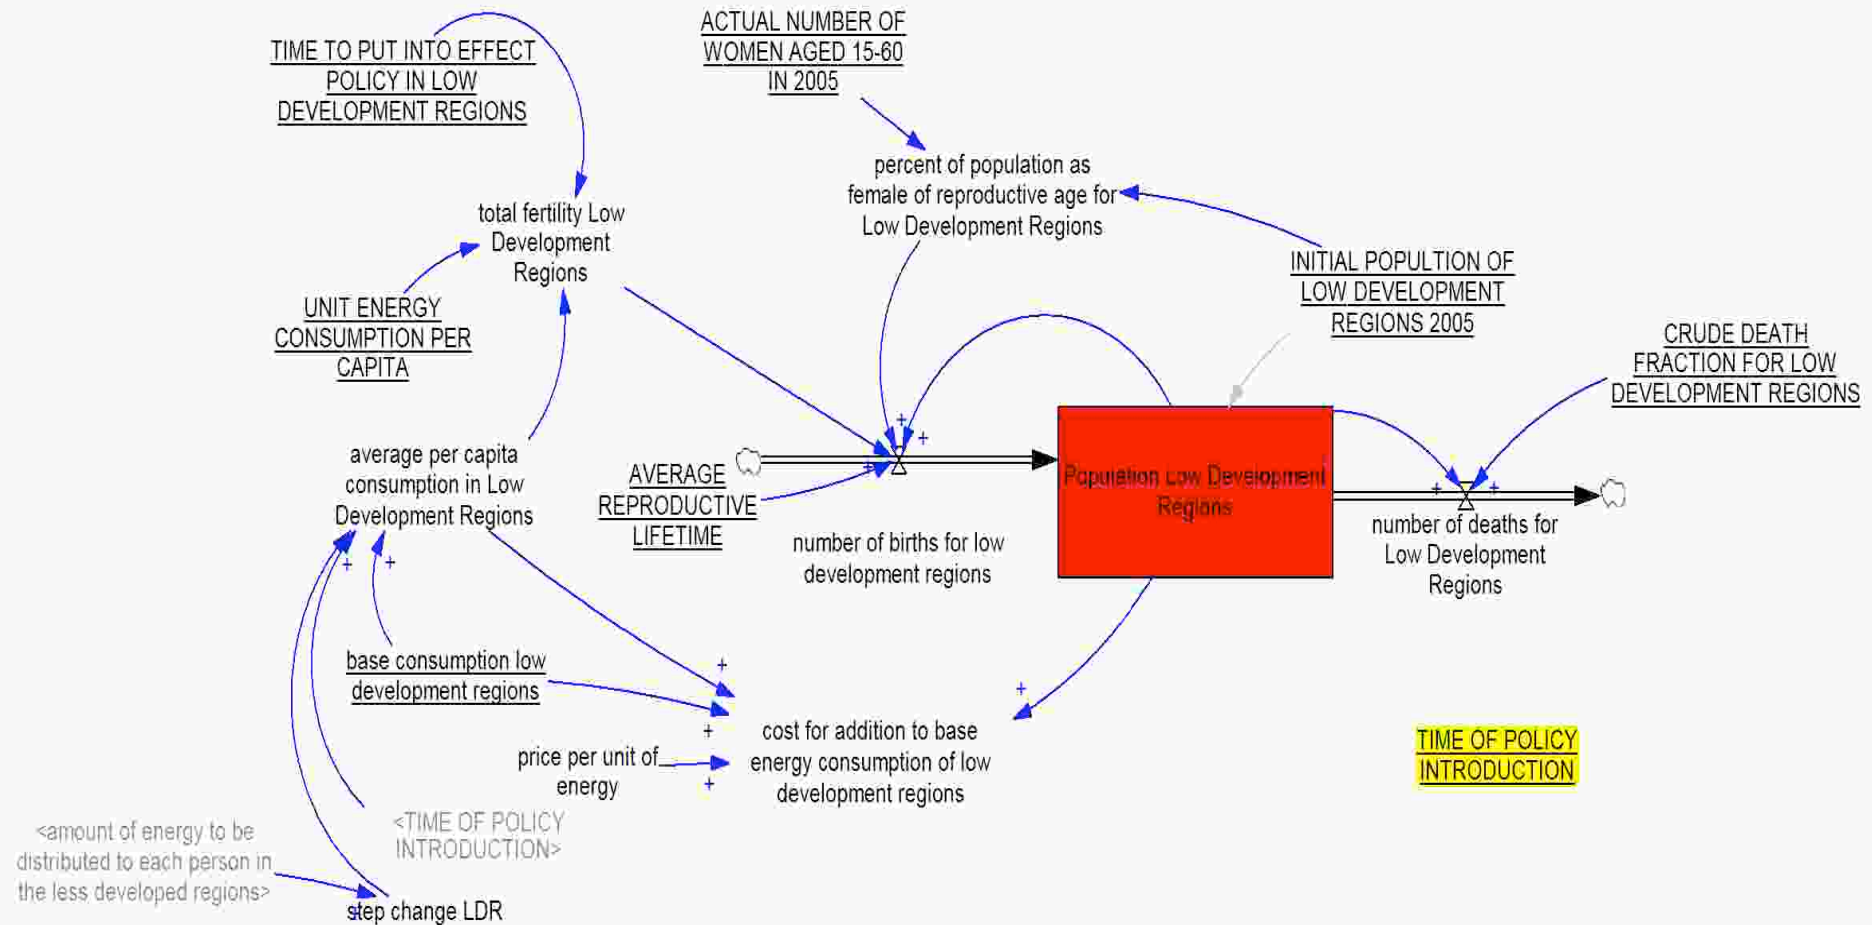 TIME TO PUT INTO EFFECT
POLICY IN LOW
DEVELOPMENT REGIONS
ACTUAL NUMBER OF
WOMEN AGED 15-60
IN 2005
percent of population as
female of reproductive age for
Low Development Regions
total fertility Low
Development
Regions
INITIAL POPULTION OF
LOW DEVELOPMENT
REGIONS 2005
UNIT ENERGY
CONSUMPTION PER
CAPITA
CRUDE DEATH
FRACTION FOR LOW
DEVELOPMENT REGIONS
average per capita
consumption in Low
Development Regions
AVERAGE
REPRODUCTIVE
LIFETIME
Population Low Development
Regions
number of births for low
development regions
number of deaths for
Low Development
Regions
base consumption low
development regions
cost for addition to base
energy consumption of low
development regions
price per unit of
energy
TIME OF POLICY
INTRODUCTION
<TIME OF POLICY
INTRODUCTION>
<amount of energy to be
distributed to each person in
the less developed regions>
step change LDR